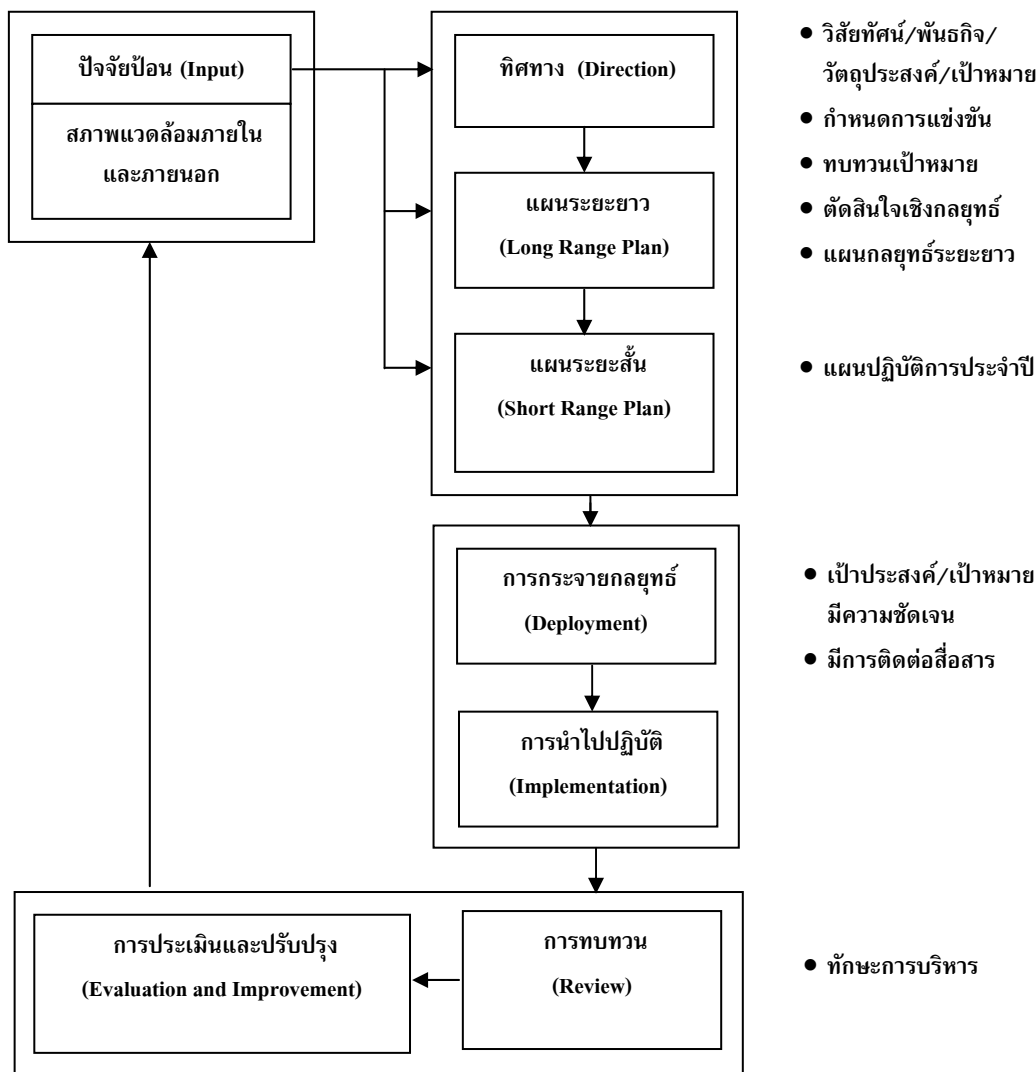 ปัจจัยป้อน (Input)
สภาพแวดล้อมภายใน
และภายนอก
ทิศทาง (Direction)
แผนระยะยาว
(Long Range Plan)
แผนระยะสั้น
(Short Range Plan)
● วิสัยทัศน์/พันธกิจ/
วัตถุประสงค์/เป้าหมาย
● กำหนดการแข่งขัน
● ทบทวนเป้าหมาย
● ตัดสินใจเชิงกลยุทธ์
● แผนกลยุทธ์ระยะยาว
● แผนปฏิบัติการประจำปี
การกระจายกลยุทธ์
(Deployment)
การนำไปปฏิบัติ
(Implementation)
● เป้าประสงค์/เป้าหมาย
มีความชัดเจน
● มีการติดต่อสื่อสาร
การประเมินและปรับปรุง
(Evaluation and Improvement)
การทบทวน
(Review)
● ทักษะการบริหาร